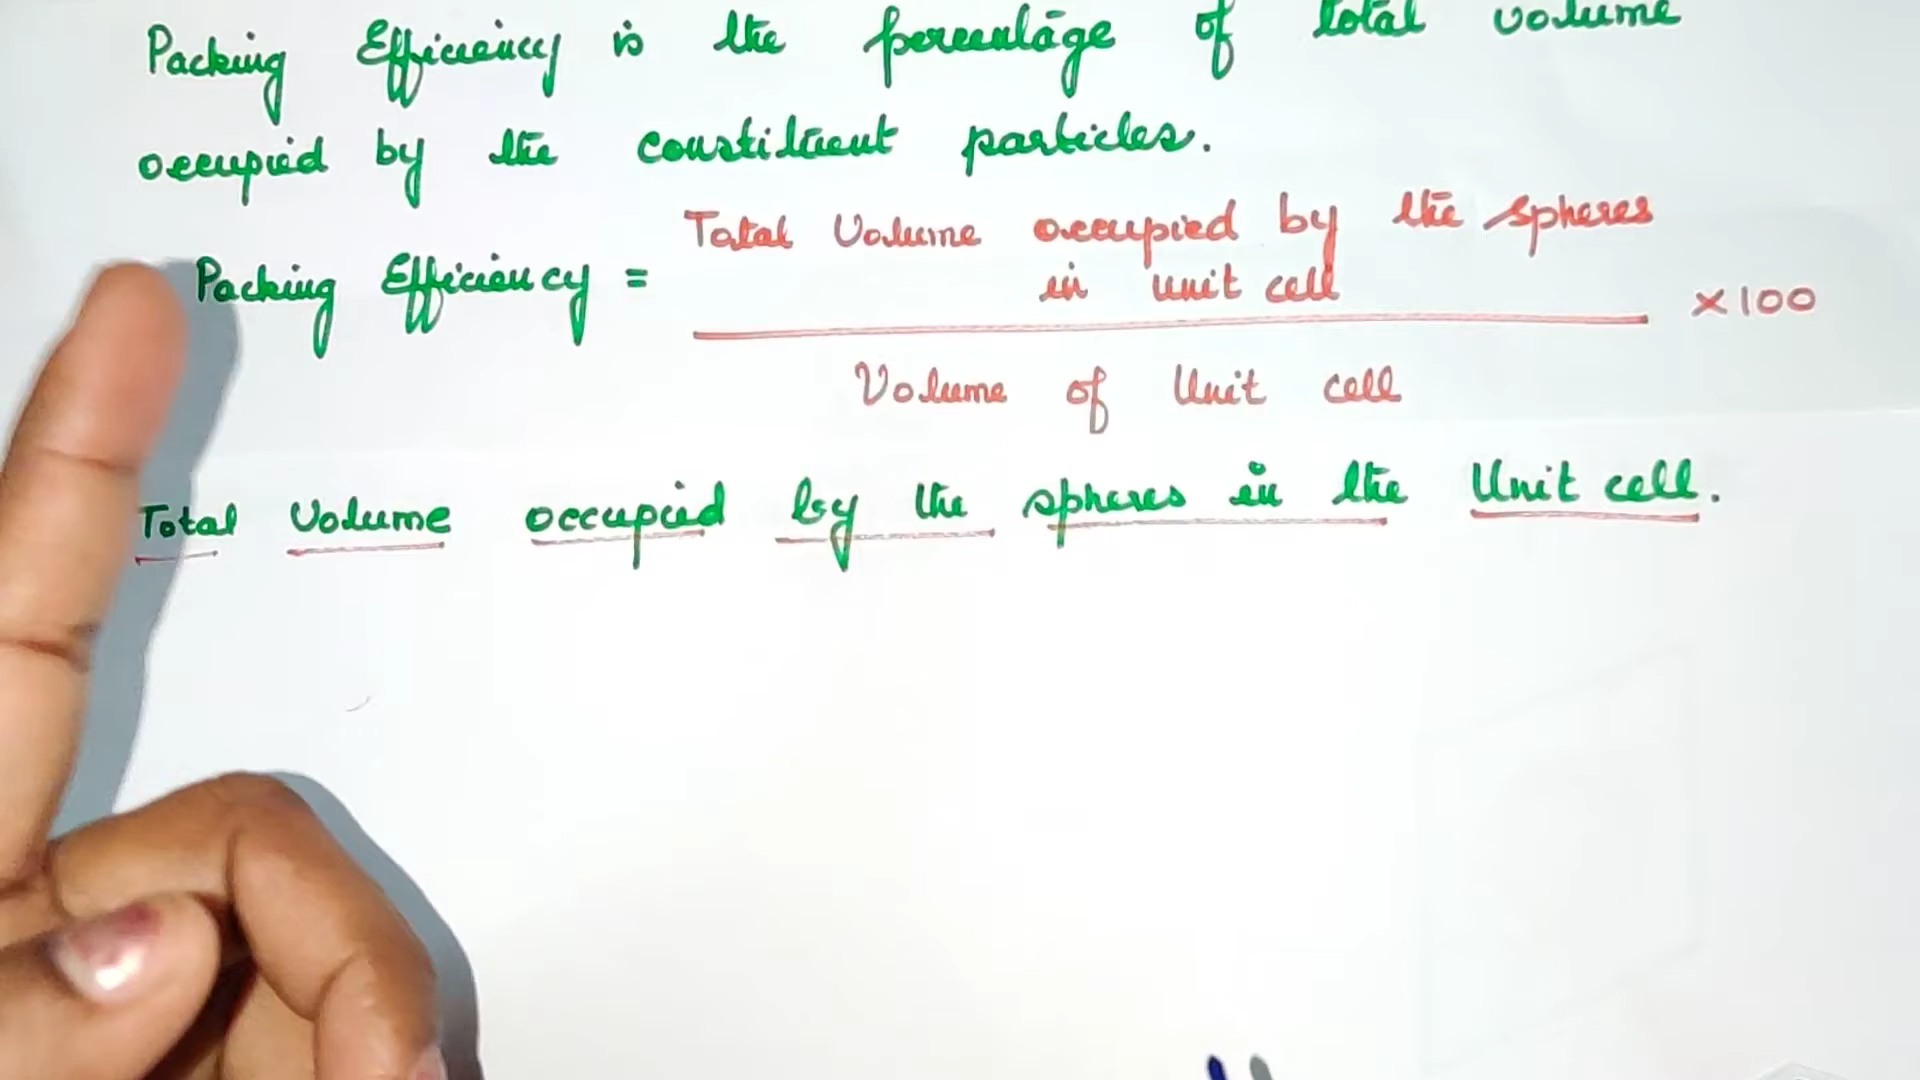 Packing Efficiency is the percentage of total volume
occupied by the constituent particles.
Total Volume occupied by the spheres
in unit cell
Packing Efficiency = × 100
Volume of Unit cell
Total Volume occupied by the spheres in the Unit cell.